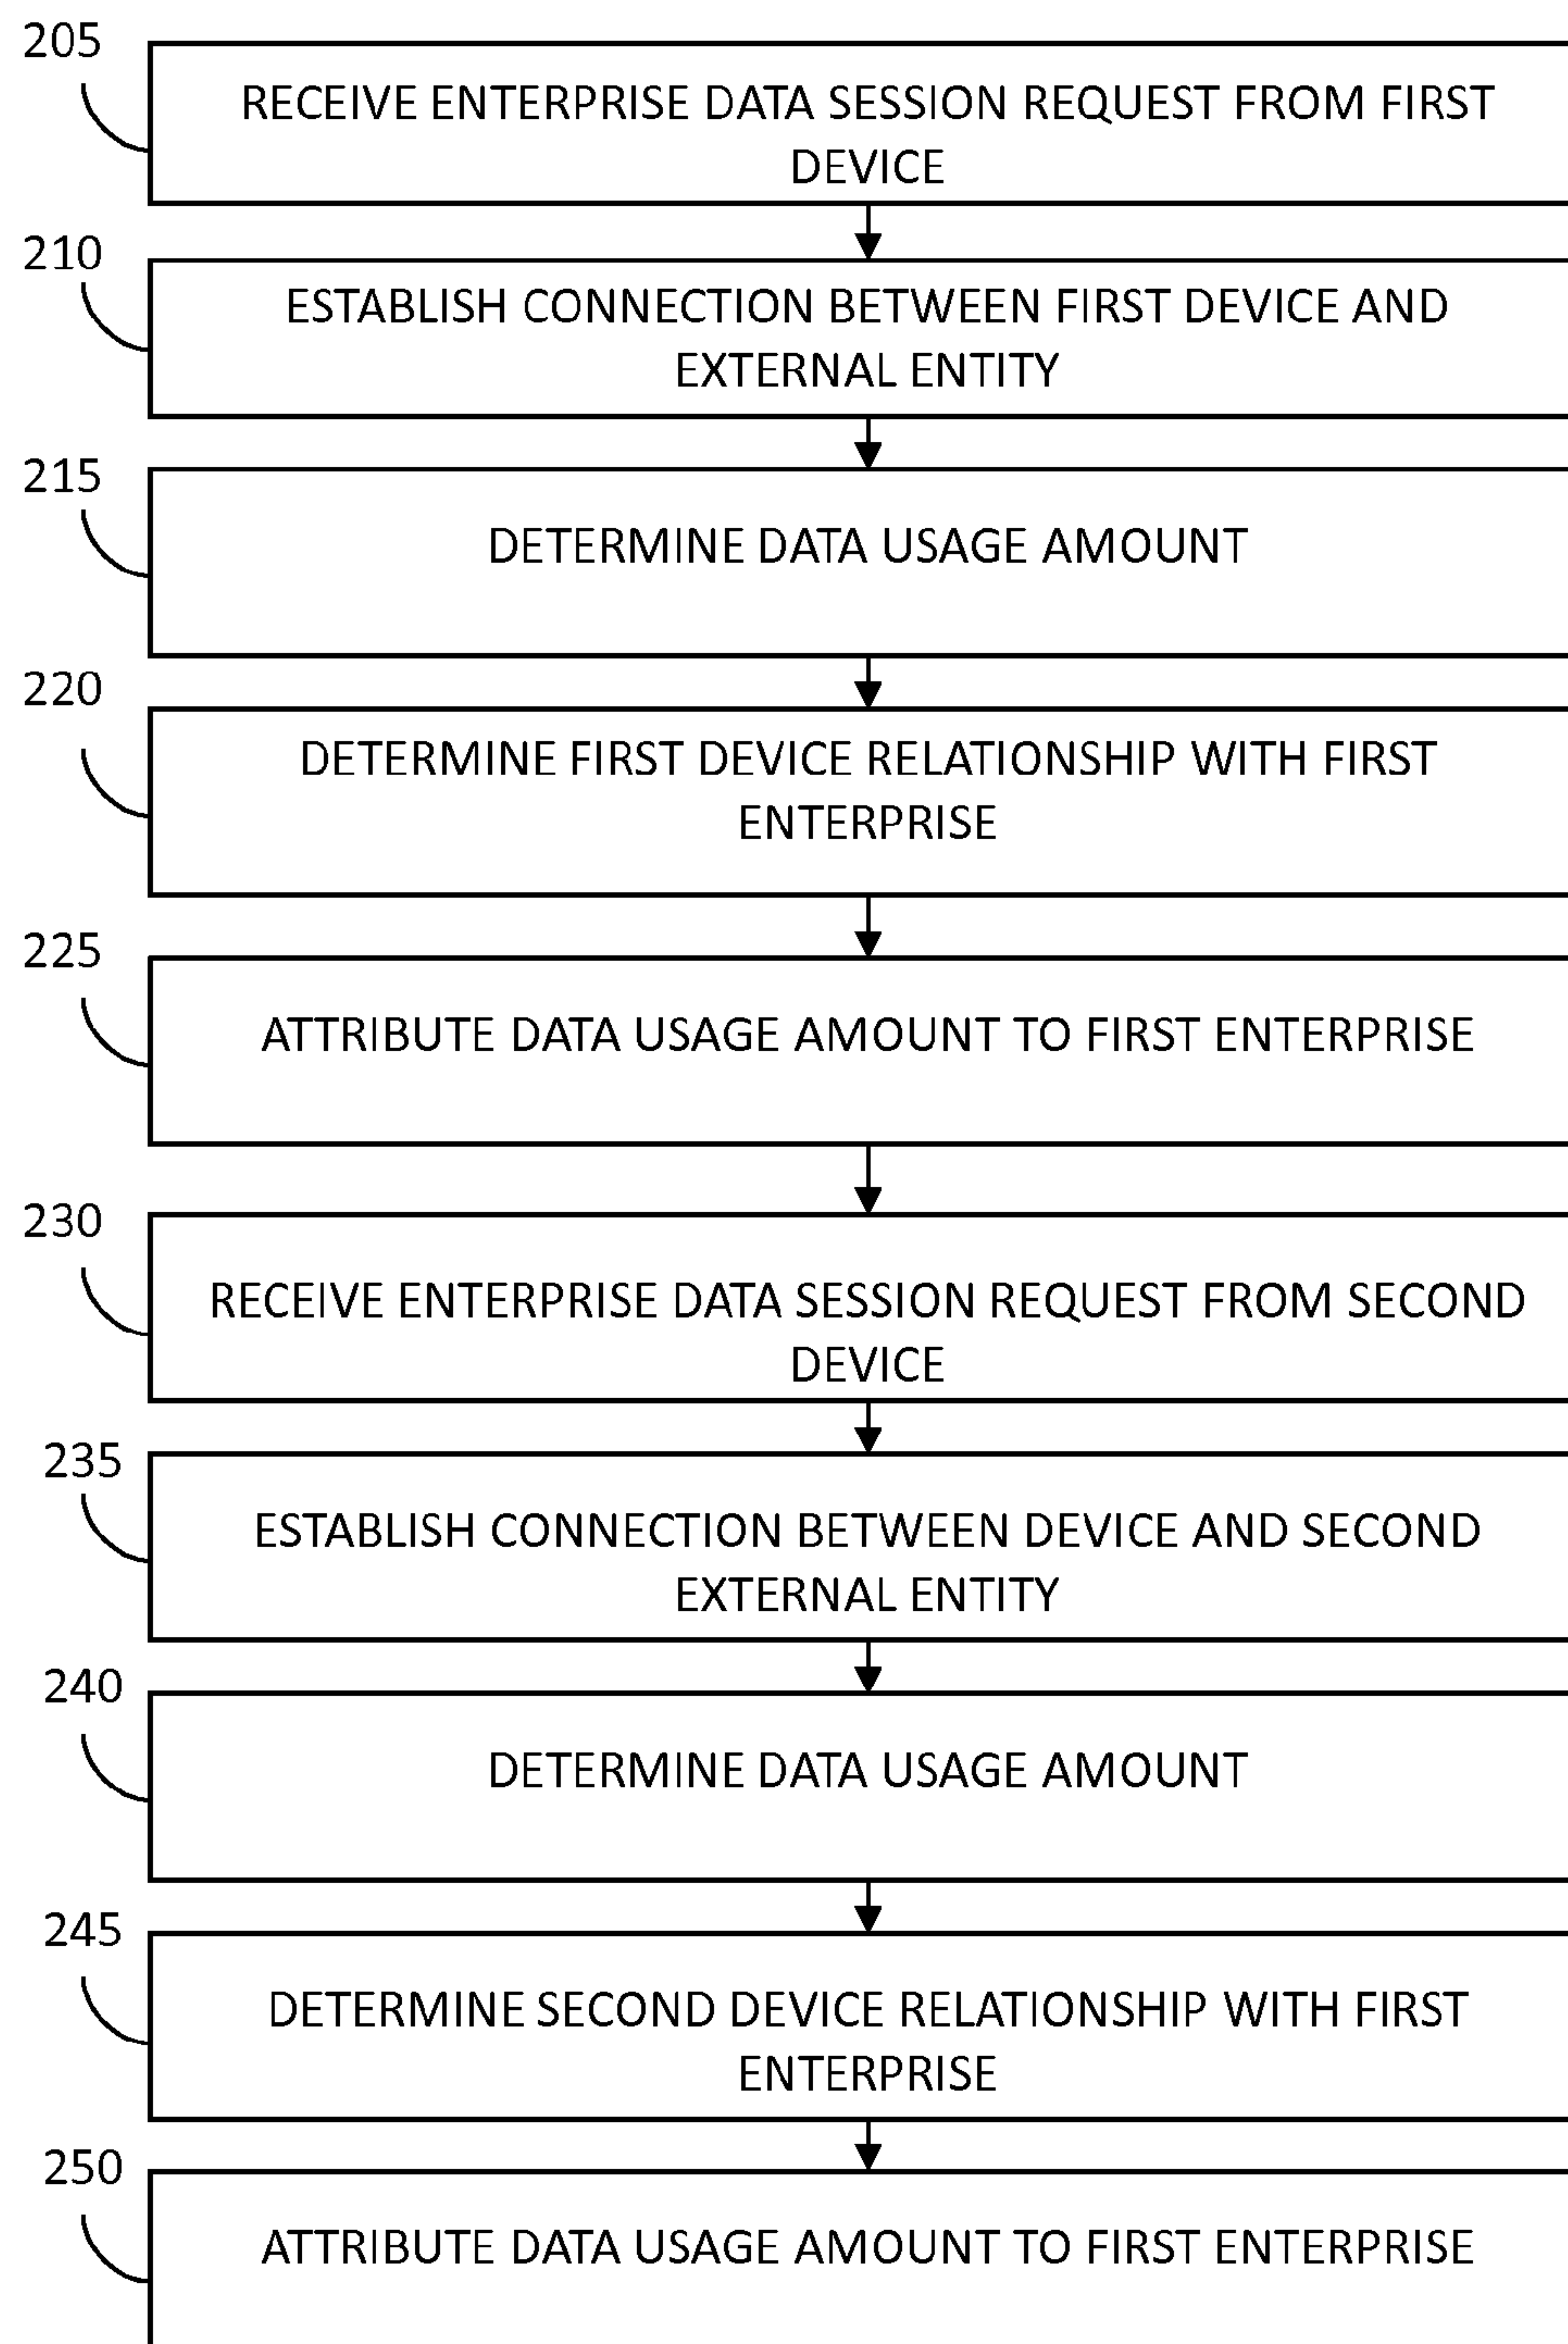 205
RECEIVE ENTERPRISE DATA SESSION REQUEST FROM FIRST
DEVICE
210
ESTABLISH CONNECTION BETWEEN FIRST DEVICE AND
EXTERNAL ENTITY
215
DETERMINE DATA USAGE AMOUNT
220
DETERMINE FIRST DEVICE RELATIONSHIP WITH FIRST
ENTERPRISE
225
ATTRIBUTE DATA USAGE AMOUNT TO FIRST ENTERPRISE
230
RECEIVE ENTERPRISE DATA SESSION REQUEST FROM SECOND
DEVICE
235
ESTABLISH CONNECTION BETWEEN DEVICE AND SECOND
EXTERNAL ENTITY
240
DETERMINE DATA USAGE AMOUNT
245
DETERMINE SECOND DEVICE RELATIONSHIP WITH FIRST
ENTERPRISE
250
ATTRIBUTE DATA USAGE AMOUNT TO FIRST ENTERPRISE